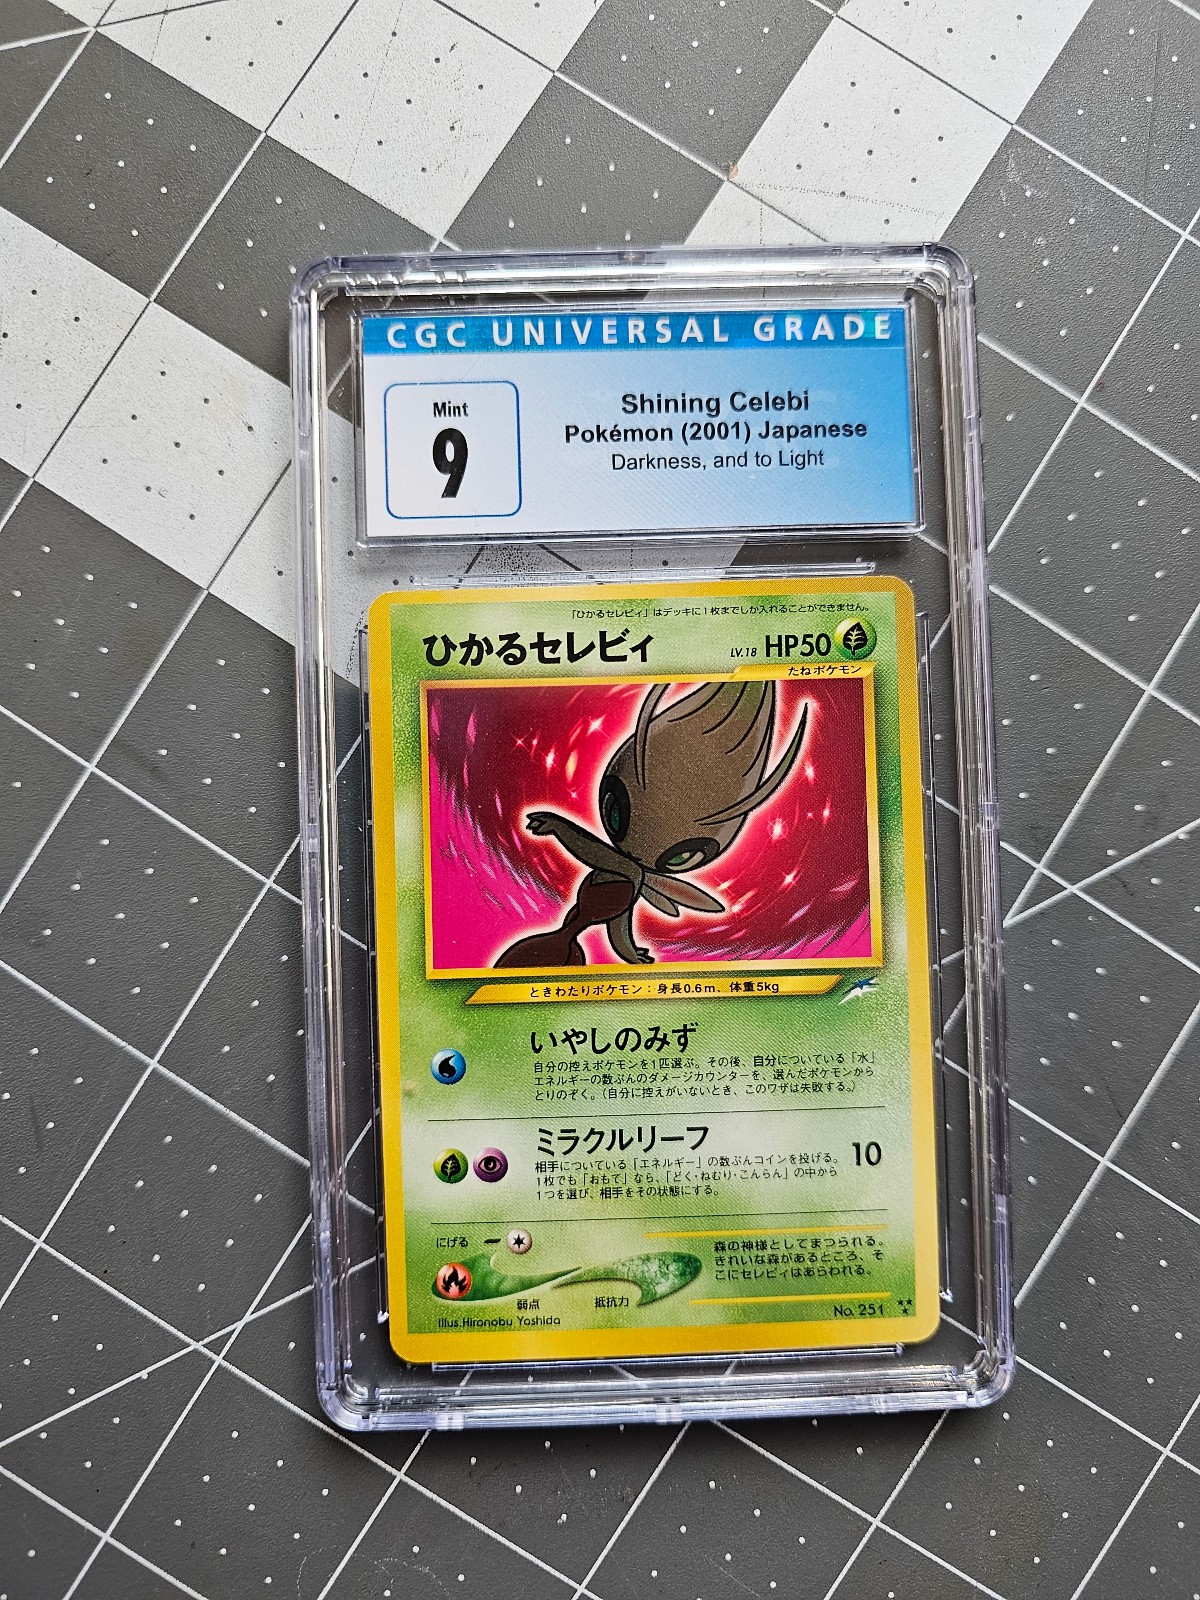 CGC UNIVERSAL GRADE
Mint
9
Shining Celebi
Pokémon (2001) Japanese
Darkness, and to Light
「ひかるセレビィ」はデッキに1枚までしか入れることができません。
ひかるセレビィ LV.18 HP50
たねポケモン
ときわたりポケモン：身長0.6m、体重5kg
いやしのみず
自分の控えポケモンを1匹選ぶ。その後、自分についている「水」
エネルギーの数ぶんのダメージカウンターを、選んだポケモンから
とりのぞく。（自分に控えがいないとき、このワザは失敗する。）
ミラクルリーフ 10
相手についている「エネルギー」の数ぶんコインを投げる。
1枚でも「おもて」なら、「どく・ねむり・こんらん」の中から
1つを選び、相手をその状態にする。
にげる
弱点
抵抗力
森の神様としてまつられる。
きれいな森があるところ、そ
こにセレビィはあらわれる。
Illus.Hironobu Yoshida
No. 251